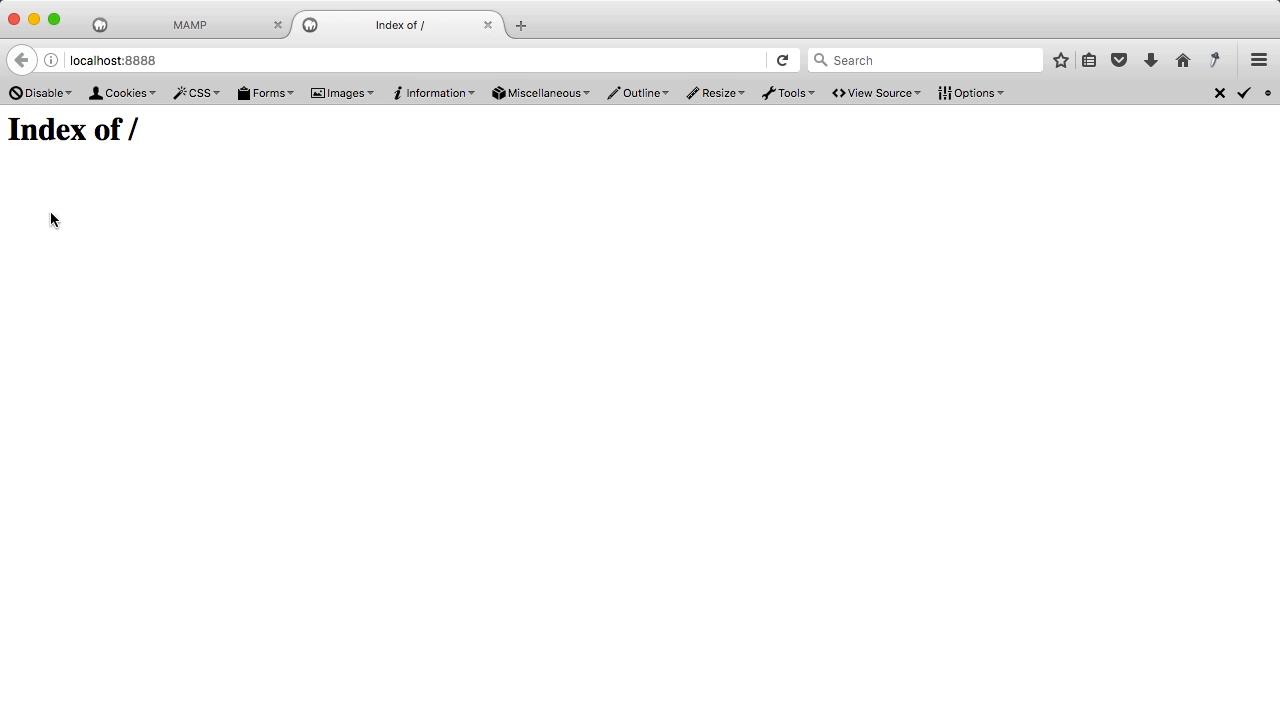 MAMP
Index of /
localhost:8888
Search
Disable Cookies CSS Forms Images Information Miscellaneous Outline Resize Tools View Source Options
Index of /